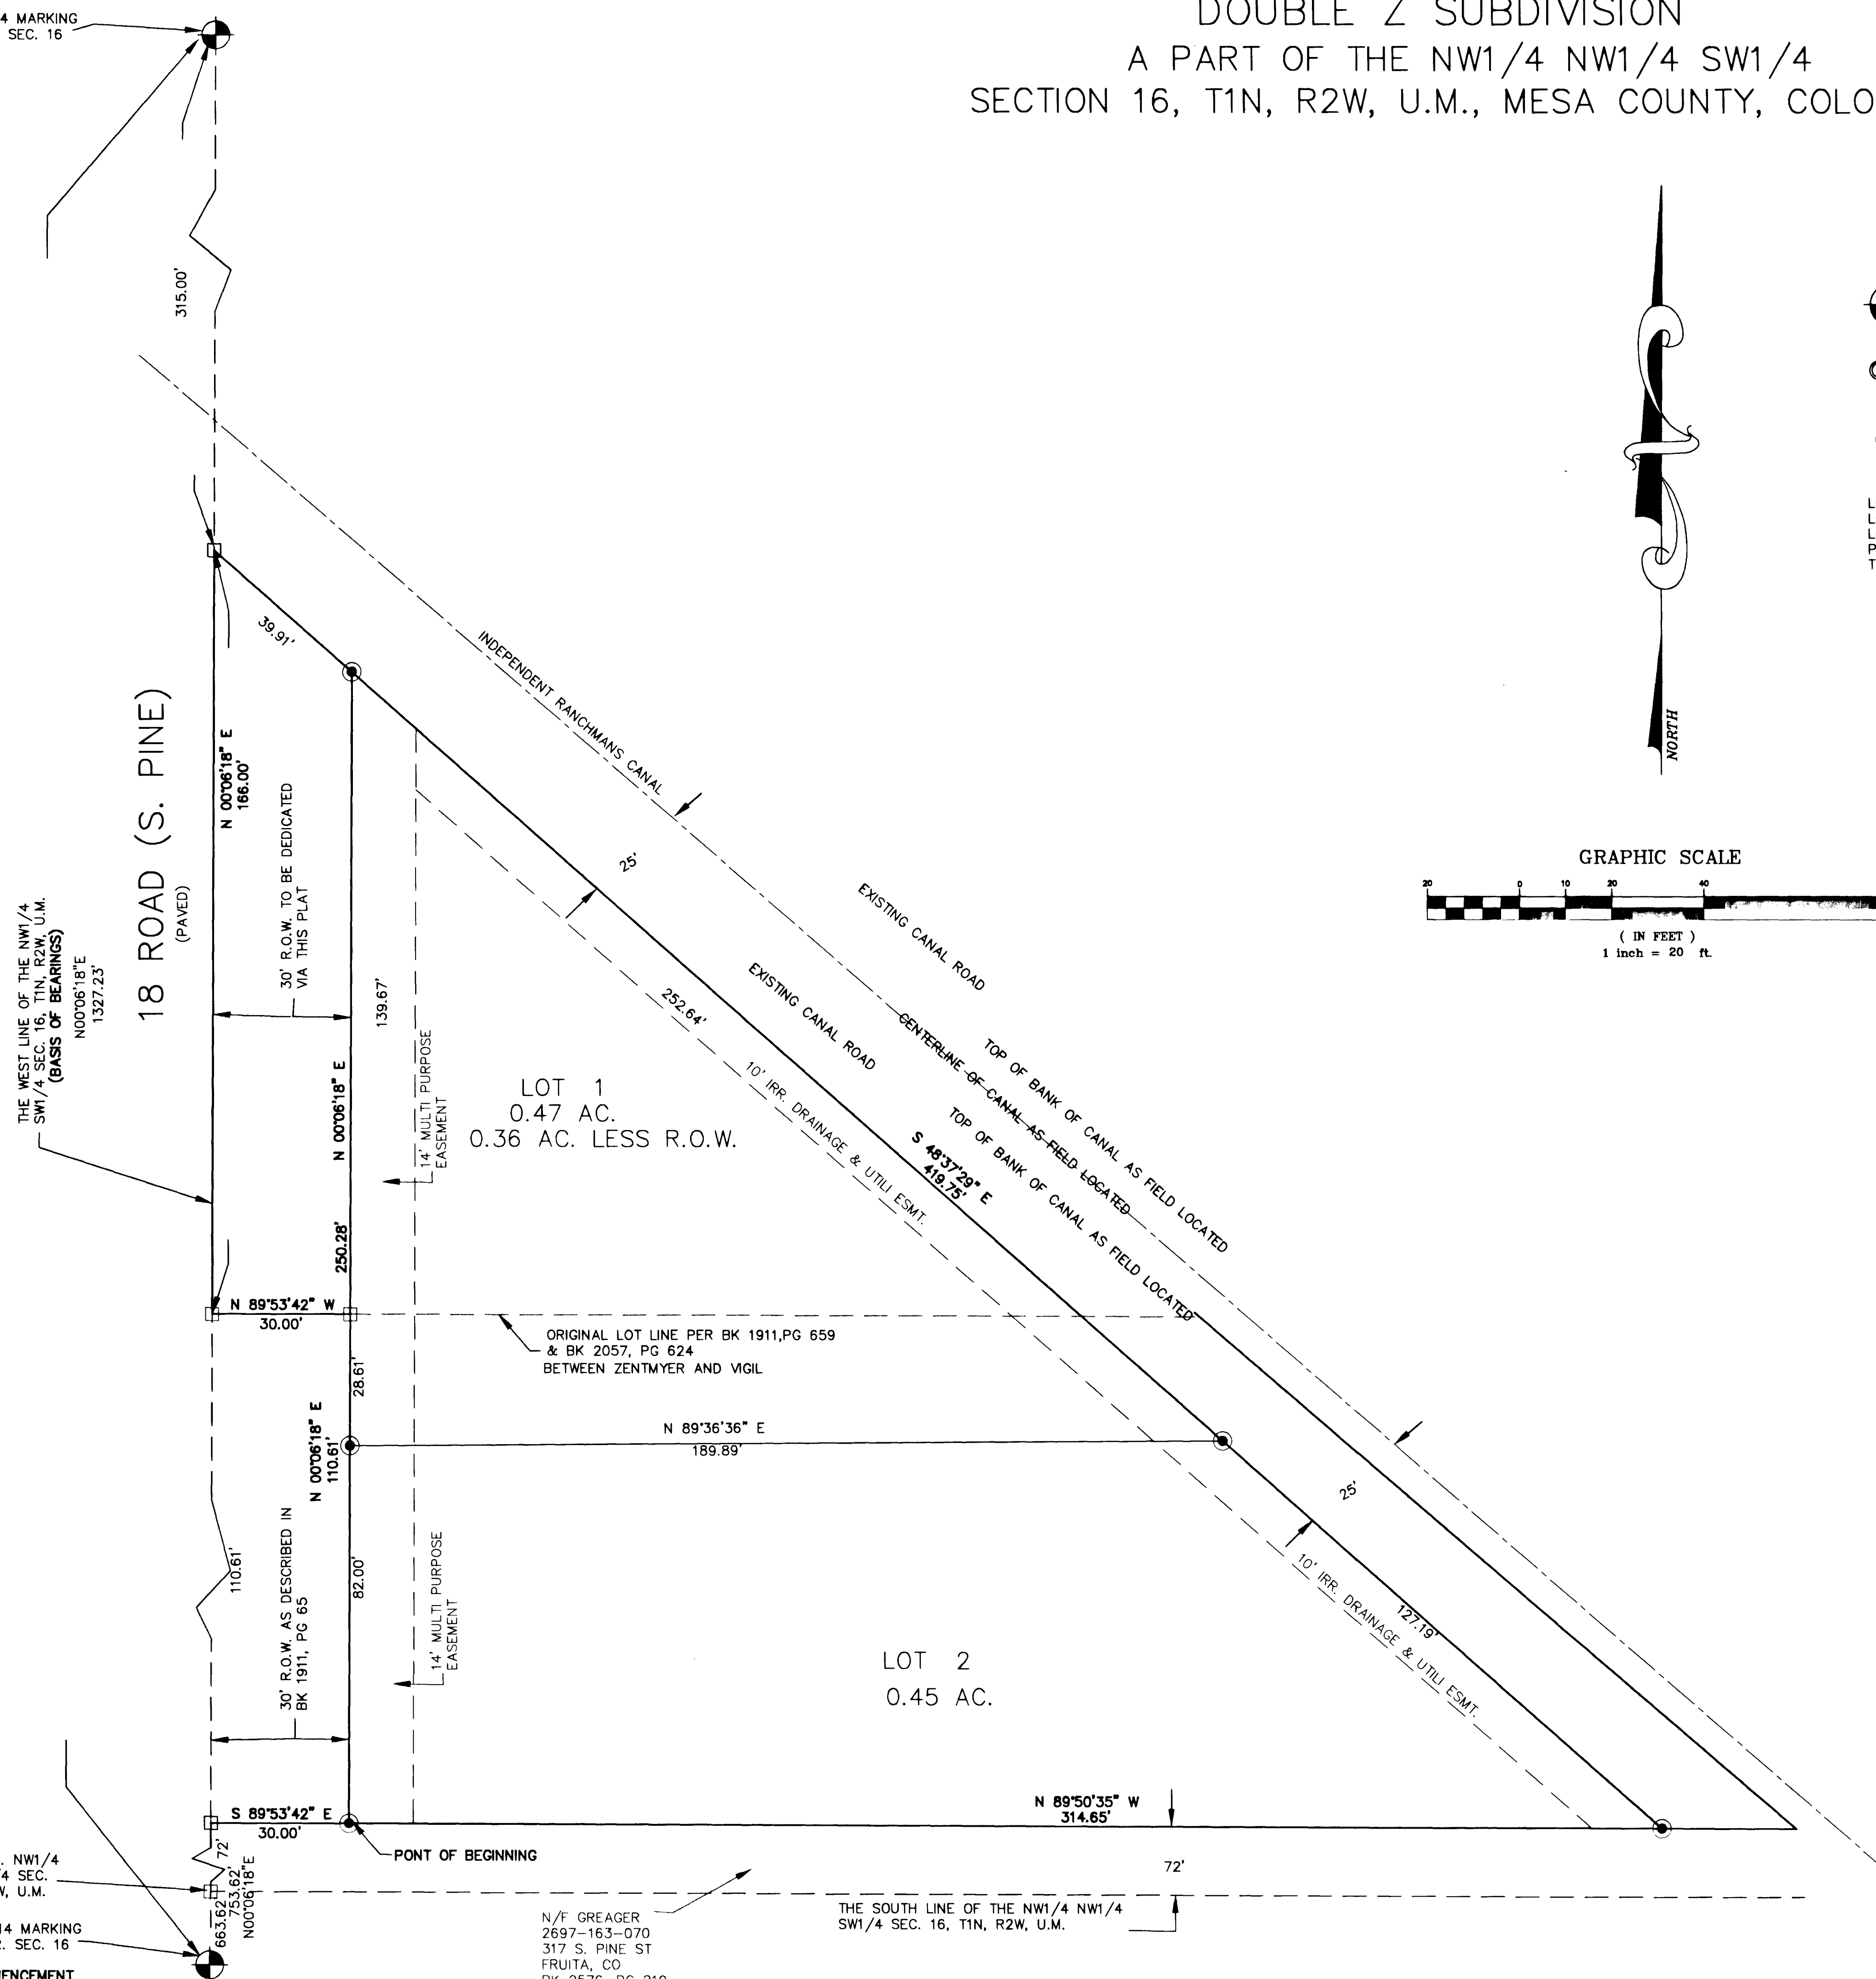 DOUBLE Z SUBDIVISION
A PART OF THE NW1/4 NW1/4 SW1/4
SECTION 16, T1N, R2W, U.M., MESA COUNTY, COLO
4 MARKING
SEC. 16
315.00'
NORTH
L
L
L
P
T
GRAPHIC SCALE
20 0 10 20 40
( IN FEET )
1 inch = 20 ft.
39.91'
INDEPENDENT RANCHMANS CANAL
18 ROAD (S. PINE)
(PAVED)
N 00°06'18" E
166.00'
30' R.O.W. TO BE DEDICATED
VIA THIS PLAT
THE WEST LINE OF THE NW1/4
SW1/4 SEC. 16, T1N, R2W, U.M.
(BASIS OF BEARINGS)
N00°06'18"E
1327.23'
139.67'
25'
EXISTING CANAL ROAD
EXISTING CANAL ROAD
252.64'
CENTERLINE OF CANAL AS FIELD LOCATED
TOP OF BANK OF CANAL AS FIELD LOCATED
TOP OF BANK OF CANAL AS FIELD LOCATED
10' IRR. DRAINAGE & UTILI ESMT.
S 48°37'29" E
419.75'
14' MULTI PURPOSE
EASEMENT
LOT 1
0.47 AC.
0.36 AC. LESS R.O.W.
N 00°06'18" E
250.28'
N 89°53'42" W
30.00'
ORIGINAL LOT LINE PER BK 1911,PG 659
& BK 2057, PG 624
BETWEEN ZENTMYER AND VIGIL
28.61'
N 00°06'18" E
110.61'
N 89°36'36" E
189.89'
25'
110.61'
30' R.O.W. AS DESCRIBED IN
BK 1911, PG 65
82.00'
14' MULTI PURPOSE
EASEMENT
127.19'
10' IRR. DRAINAGE & UTILI ESMT.
LOT 2
0.45 AC.
S 89°53'42" E
30.00'
N 89°50'35" W
314.65'
PONT OF BEGINNING
72'
. NW1/4
/4 SEC.
W, U.M.
72'
663.62'
753.62'
N00°06'18"E
THE SOUTH LINE OF THE NW1/4 NW1/4
SW1/4 SEC. 16, T1N, R2W, U.M.
N/F GREAGER
2697-163-070
317 S. PINE ST
FRUITA, CO
BK 2576, PG 219
14 MARKING
. SEC. 16
ENCEMENT